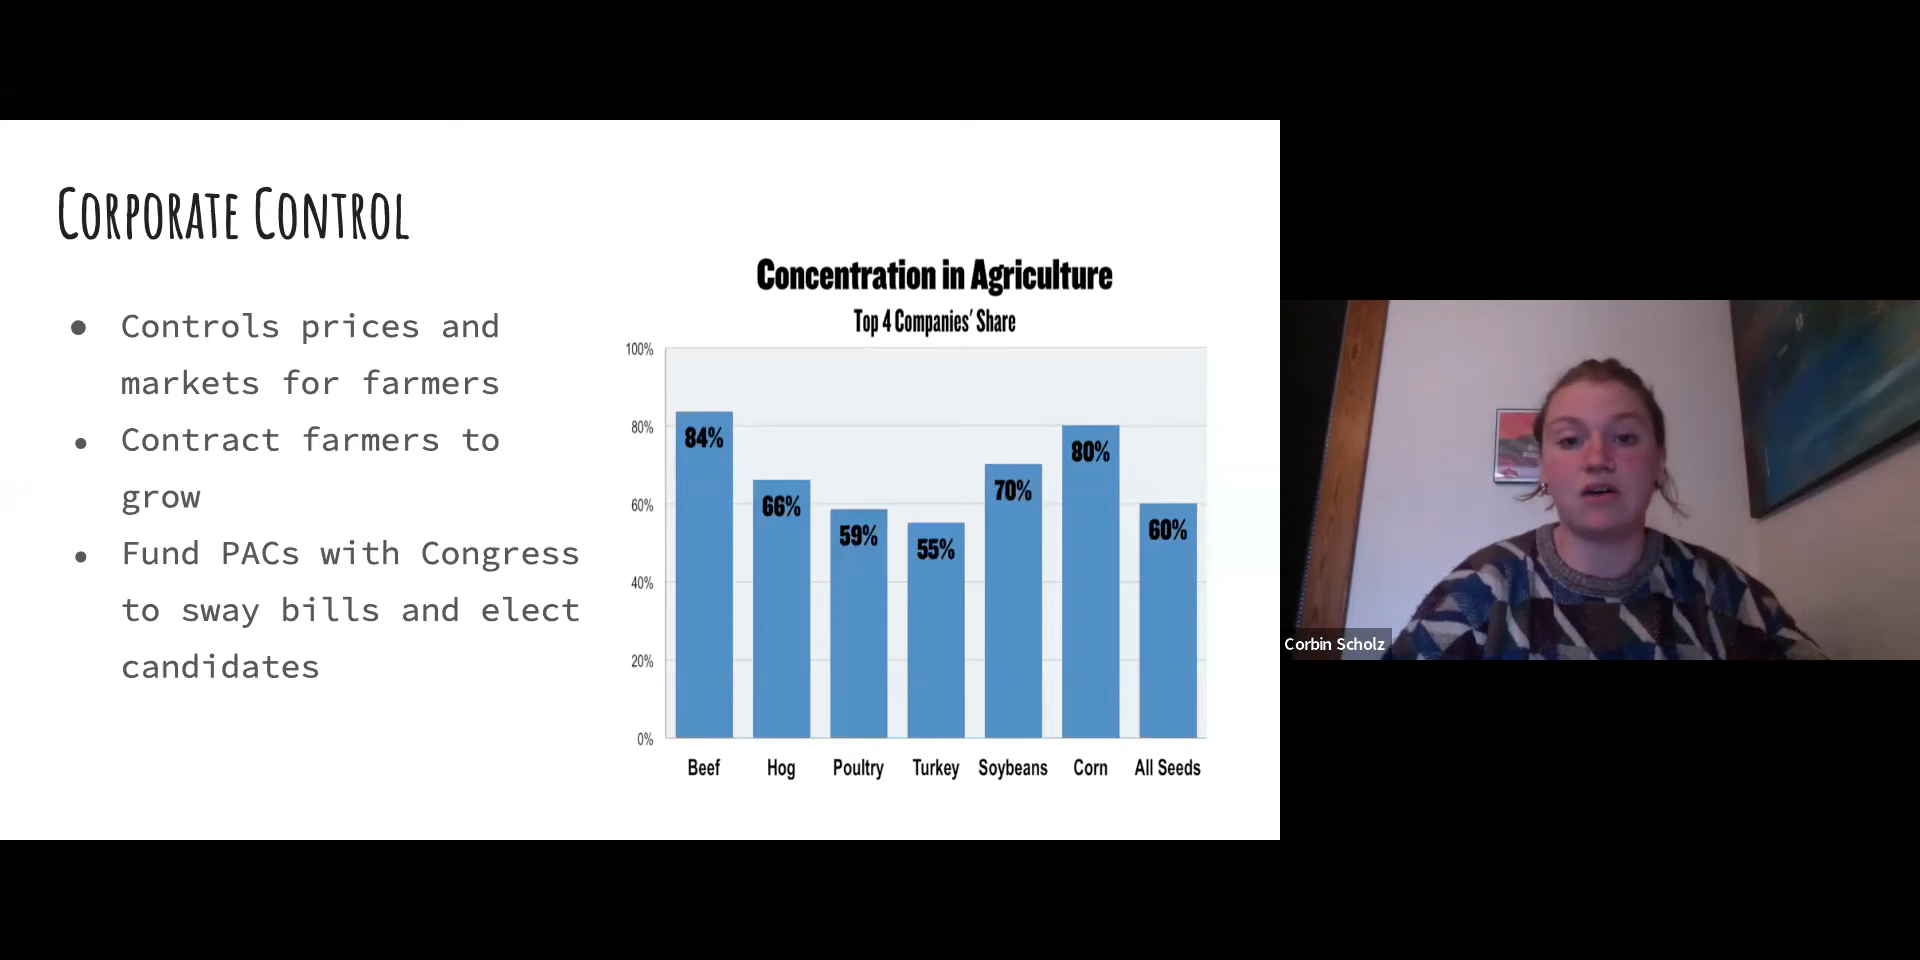 Corporate Control
● Controls prices and
markets for farmers
● Contract farmers to
grow
● Fund PACs with Congress
to sway bills and elect
candidates
Concentration in Agriculture
Top 4 Companies' Share
100%
80%
60%
40%
20%
0%
84%
66%
59%
55%
70%
80%
60%
Beef Hog Poultry Turkey Soybeans Corn All Seeds
Corbin Scholz